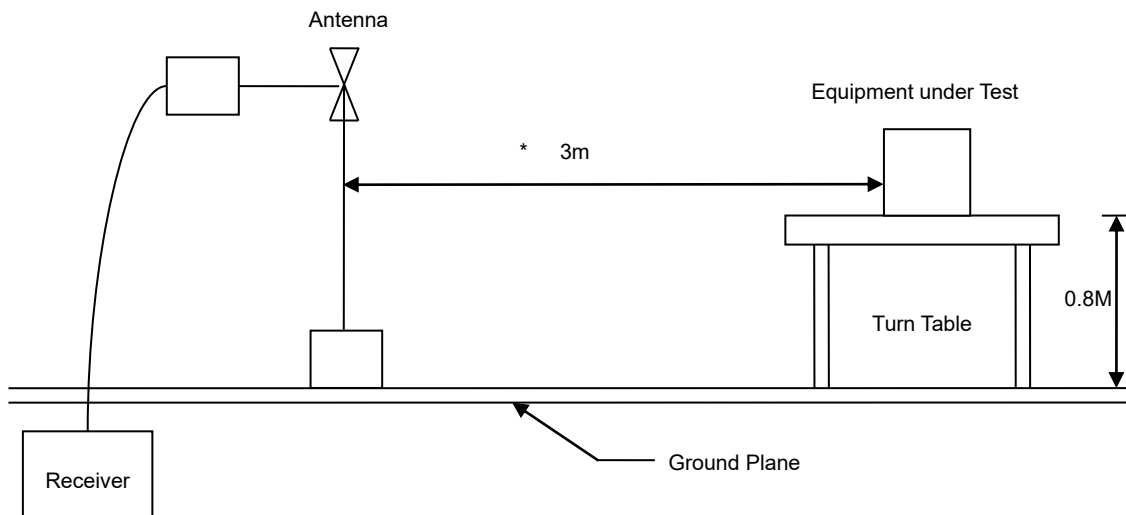 Antenna
Equipment under Test
* 3m
0.8M
Turn Table
Ground Plane
Receiver